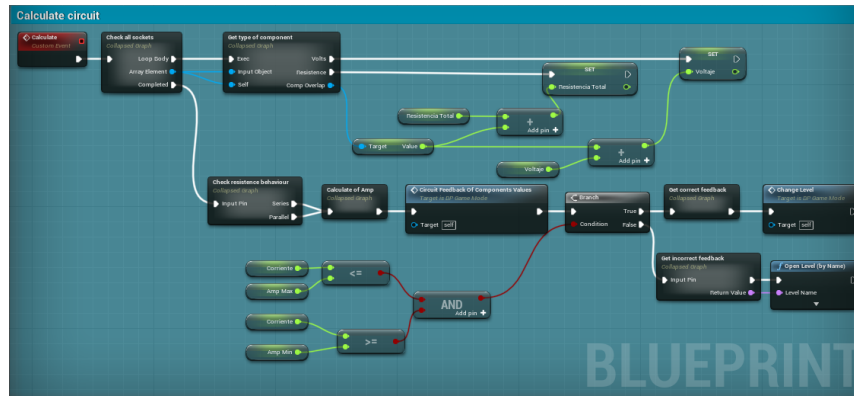 Calculate circuit
Calculate
Custom Event
Check all sockets
Collapsed Graph
Loop Body
Array Element
Completed
Get type of component
Collapsed Graph
Exec
Volts
Input Object
Resistence
Self
Comp Overlap
SET
Resistencia Total
SET
Voltaje
Resistencia Total
+
Add pin +
Target
Value
+
Add pin +
Voltaje
Check resistence behaviour
Collapsed Graph
Input Pin
Series
Parallel
Calculate of Amp
Collapsed Graph
Circuit Feedback Of Components Values
Target is DP Game Mode
Target
self
Branch
True
Condition
False
Get correct feedback
Collapsed Graph
Change Level
Target is DP Game Mode
Target
self
Get incorrect feedback
Collapsed Graph
Input Pin
Return Value
Open Level (by Name)
Level Name
Corriente
<=
Amp Max
AND
Add pin +
Corriente
>=
Amp Min
BLUEPRINT